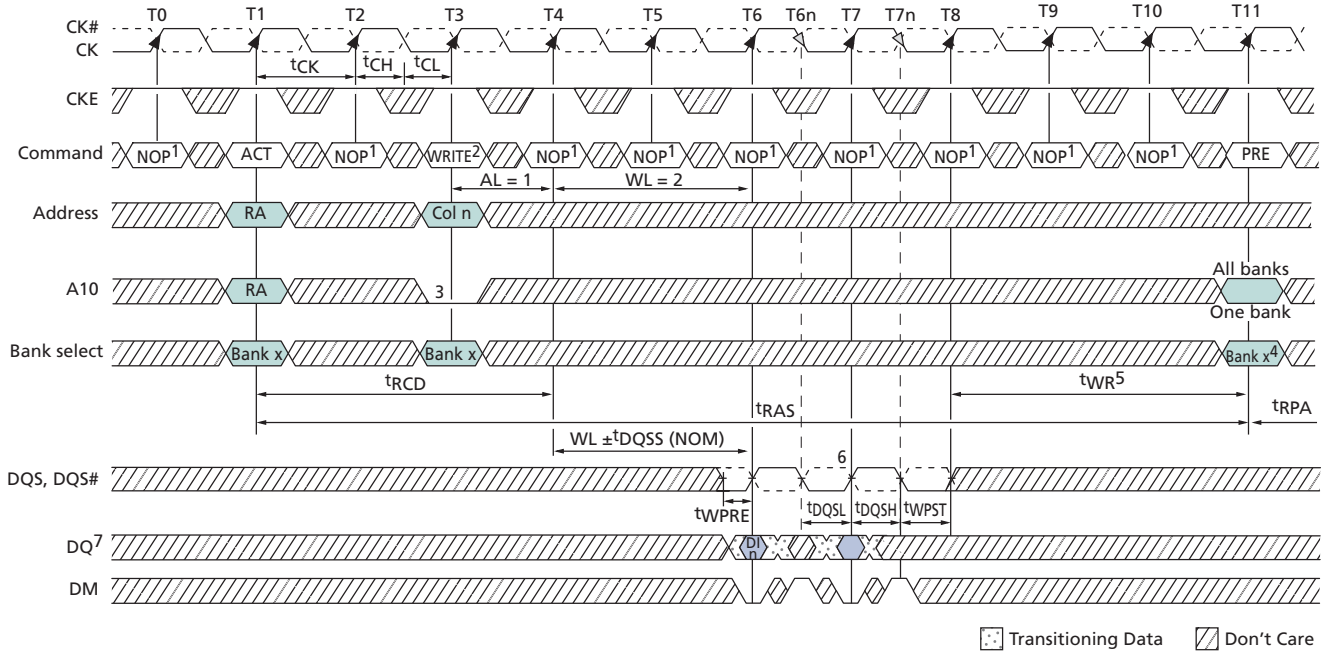 T0 T1 T2 T3 T4 T5 T6 T6n T7 T7n T8 T9 T10 T11
CK#
CK
tCK tCH tCL
CKE
Command NOP1 ACT NOP1 WRITE2 NOP1 NOP1 NOP1 NOP1 NOP1 NOP1 NOP1 PRE
AL = 1 WL = 2
Address RA Col n
All banks
A10 RA 3
One bank
Bank select Bank x Bank x Bank x4
tRCD tWR5
tRAS tRPA
WL ±tDQSS (NOM)
6
DQS, DQS#
tWPRE tDQSL tDQSH tWPST
DQ7 DI
n
DM
Transitioning Data Don't Care